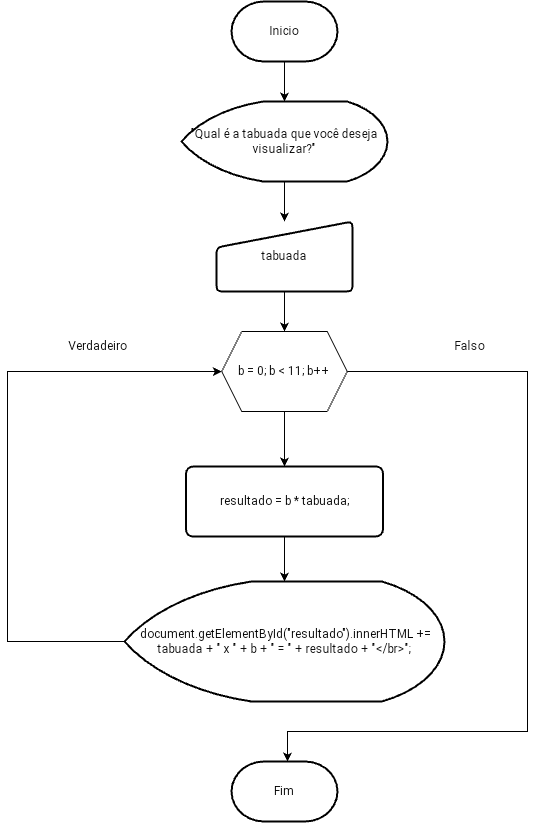 Inicio
"Qual é a tabuada que você deseja
visualizar?"
tabuada
Verdadeiro
Falso
b = 0; b < 11; b++
resultado = b * tabuada;
document.getElementById("resultado").innerHTML +=
tabuada + " x " + b + " = " + resultado + "</br>";
Fim